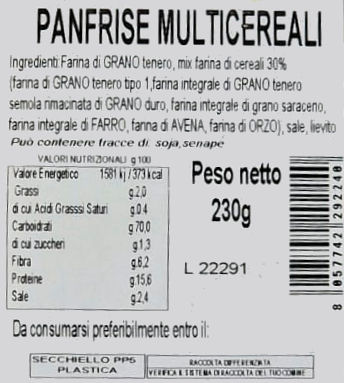 PANFRISE MULTICEREALI
Ingredienti: Farina di GRANO tenero, mix farina di cereali 30%
(farina di GRANO tenero tipo 1,farina integrale di GRANO tenero
semola rimacinata di GRANO duro, farina integrale di grano saraceno,
farina integrale di FARRO, farina di AVENA, farina di ORZO), sale, lievito
Può contenere tracce di: soja, senape
VALORI NUTRIZIONALI g 100
Valore Energetico 1581 kj / 373 kcal
Grassi g.2,0
di cui Acidi Grasssi Saturi g.0.4
Carboidrati g 70,0
di cui zuccheri g.1,3
Fibra g.6,2
Proteine g.15,6
Sale g.2,4
Peso netto
230g
L 22291
8 057742 292240
Da consumarsi preferibilmente entro il:
SECCHIELLO PP5
PLASTICA
RACCOLTA DIFFERENZIATA
VERIFICA IL SISTEMA DI RACCOLTA DEL TUO COMUNE